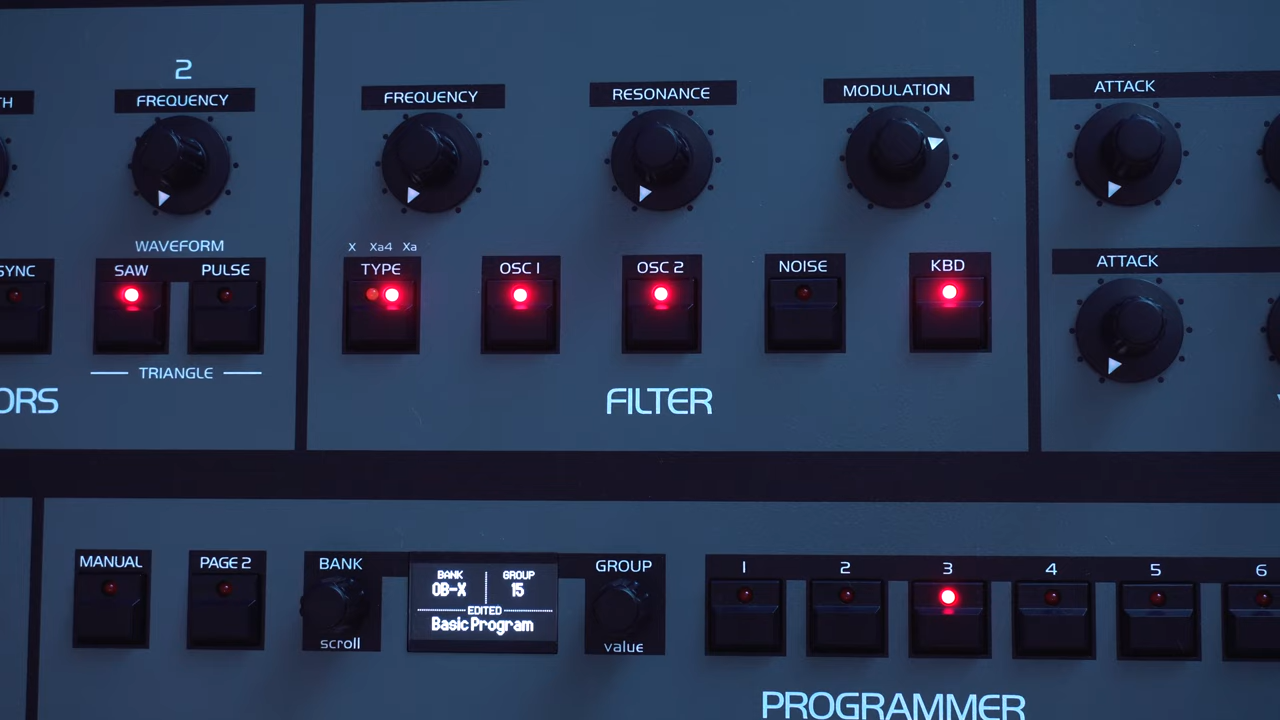 2
TH
FREQUENCY
FREQUENCY
RESONANCE
MODULATION
ATTACK
WAVEFORM
X Xa4 Xa
SYNC
SAW
PULSE
TYPE
OSC 1
OSC 2
NOISE
KBD
ATTACK
TRIANGLE
ORS
FILTER
MANUAL
PAGE 2
BANK
scroll
BANK GROUP
OB-X 15
EDITED
Basic Program
GROUP
value
1 2 3 4 5 6
PROGRAMMER